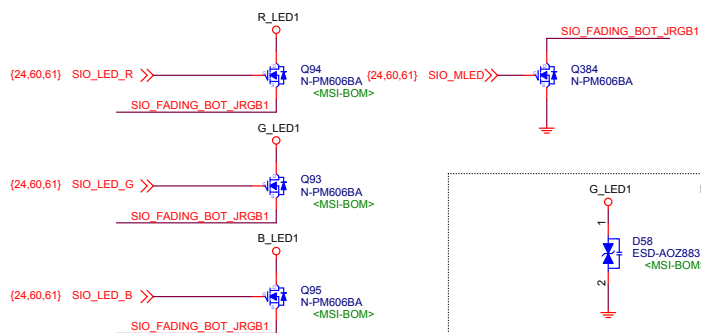 R_LED1
{24,60,61} SIO_LED_R
Q94
N-PM606BA
<MSI-BOM>
SIO_FADING_BOT_JRGB1
SIO_FADING_BOT_JRGB1
{24,60,61} SIO_MLED
Q384
N-PM606BA
G_LED1
{24,60,61} SIO_LED_G
Q93
N-PM606BA
<MSI-BOM>
SIO_FADING_BOT_JRGB1
B_LED1
{24,60,61} SIO_LED_B
Q95
N-PM606BA
<MSI-BOM>
SIO_FADING_BOT_JRGB1
G_LED1
1
D58
ESD-AOZ883
<MSI-BOM
2